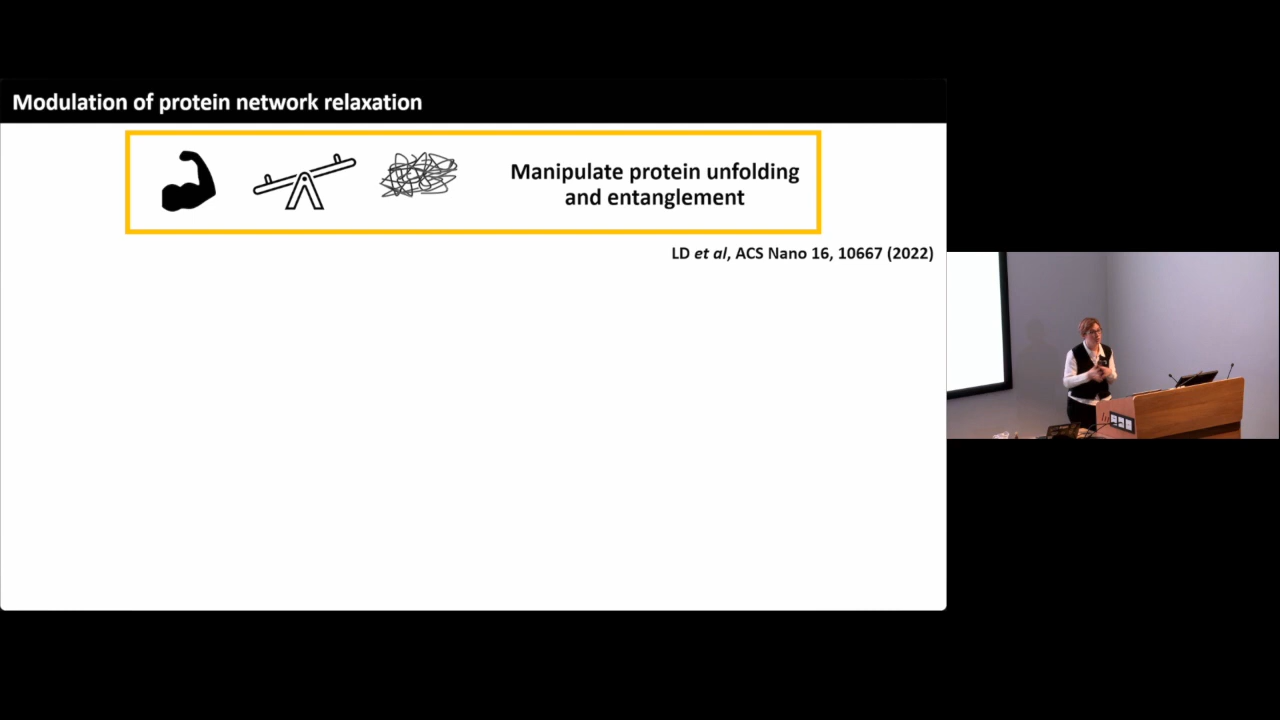 Modulation of protein network relaxation
Manipulate protein unfolding
and entanglement
LD et al, ACS Nano 16, 10667 (2022)